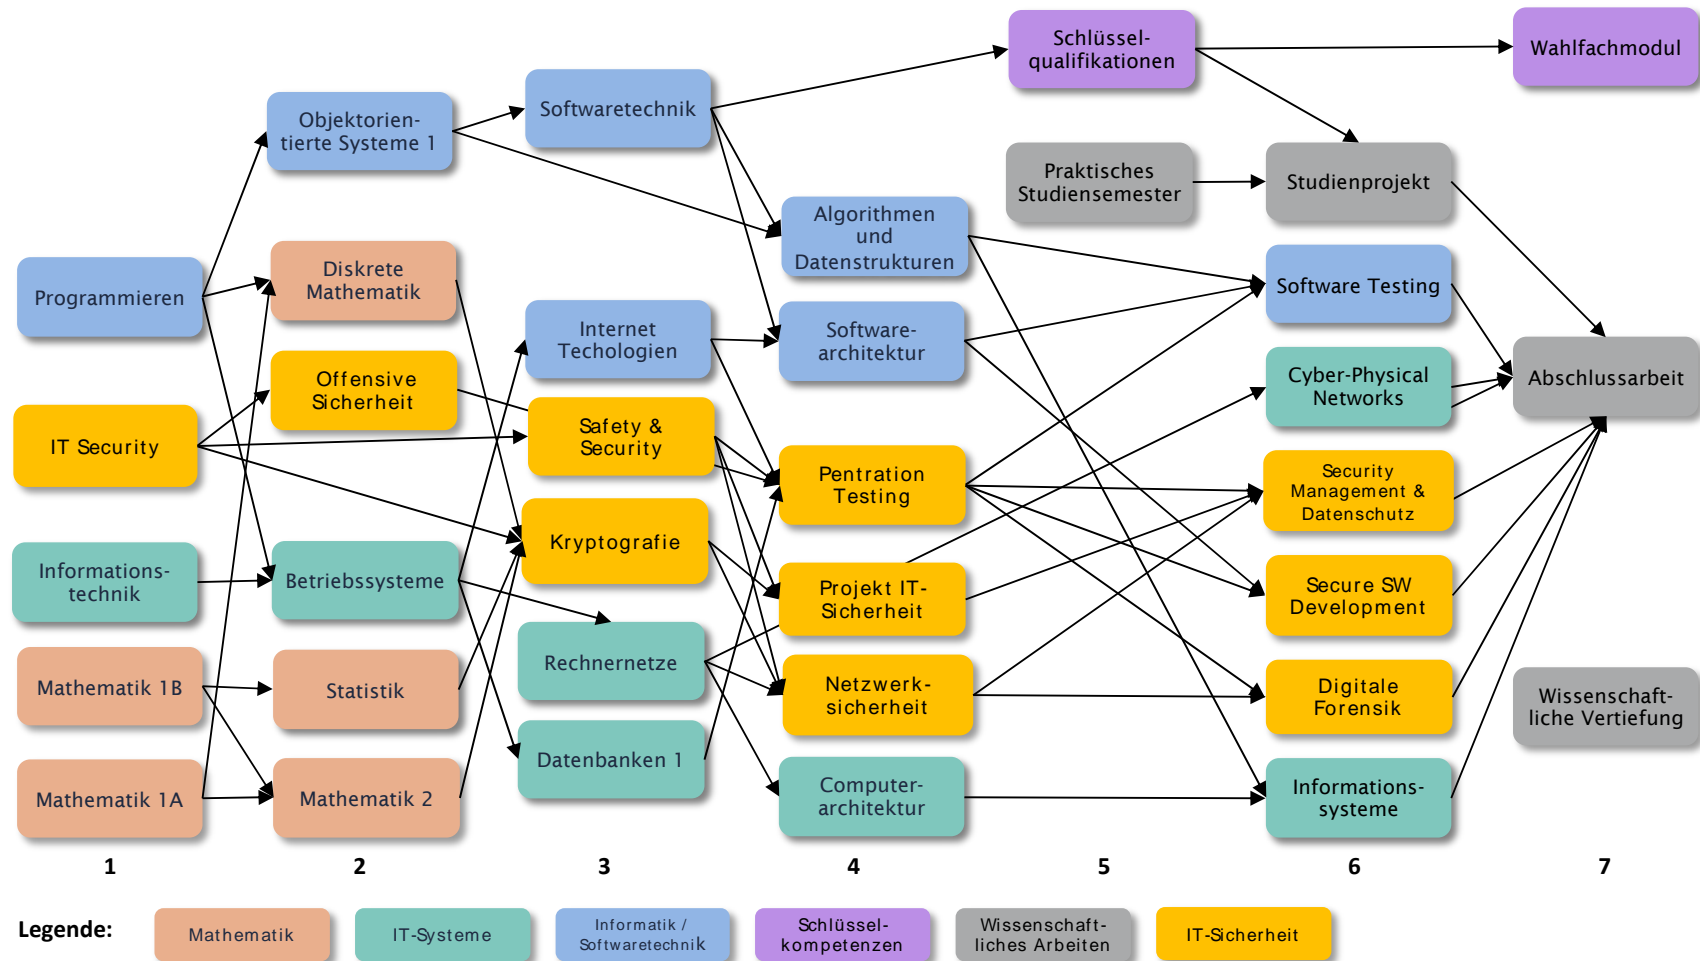 Schlüssel-
qualifikationen
Wahlfachmodul
Objektorien-
tierte Systeme 1
Softwaretechnik
Praktisches
Studiensemester
Studienprojekt
Algorithmen
und
Datenstrukturen
Programmieren
Diskrete
Mathematik
Software Testing
Internet
Techologien
Software-
architektur
Offensive
Sicherheit
Cyber-Physical
Networks
Abschlussarbeit
IT Security
Safety &
Security
Pentration
Testing
Security
Management &
Datenschutz
Kryptografie
Informations-
technik
Betriebssysteme
Projekt IT-
Sicherheit
Secure SW
Development
Rechnernetze
Mathematik 1B
Statistik
Netzwerk-
sicherheit
Digitale
Forensik
Wissenschaft-
liche Vertiefung
Datenbanken 1
Mathematik 1A
Mathematik 2
Computer-
architektur
Informations-
systeme
1
2
3
4
5
6
7
Legende:
Mathematik
IT-Systeme
Informatik /
Softwaretechnik
Schlüssel-
kompetenzen
Wissenschaft-
liches Arbeiten
IT-Sicherheit